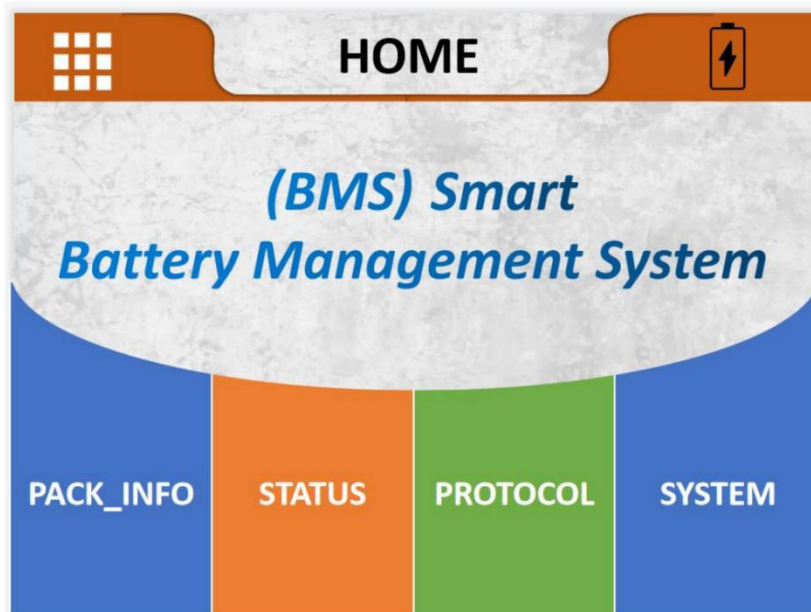 HOME
(BMS) Smart
Battery Management System
PACK_INFO
STATUS
PROTOCOL
SYSTEM